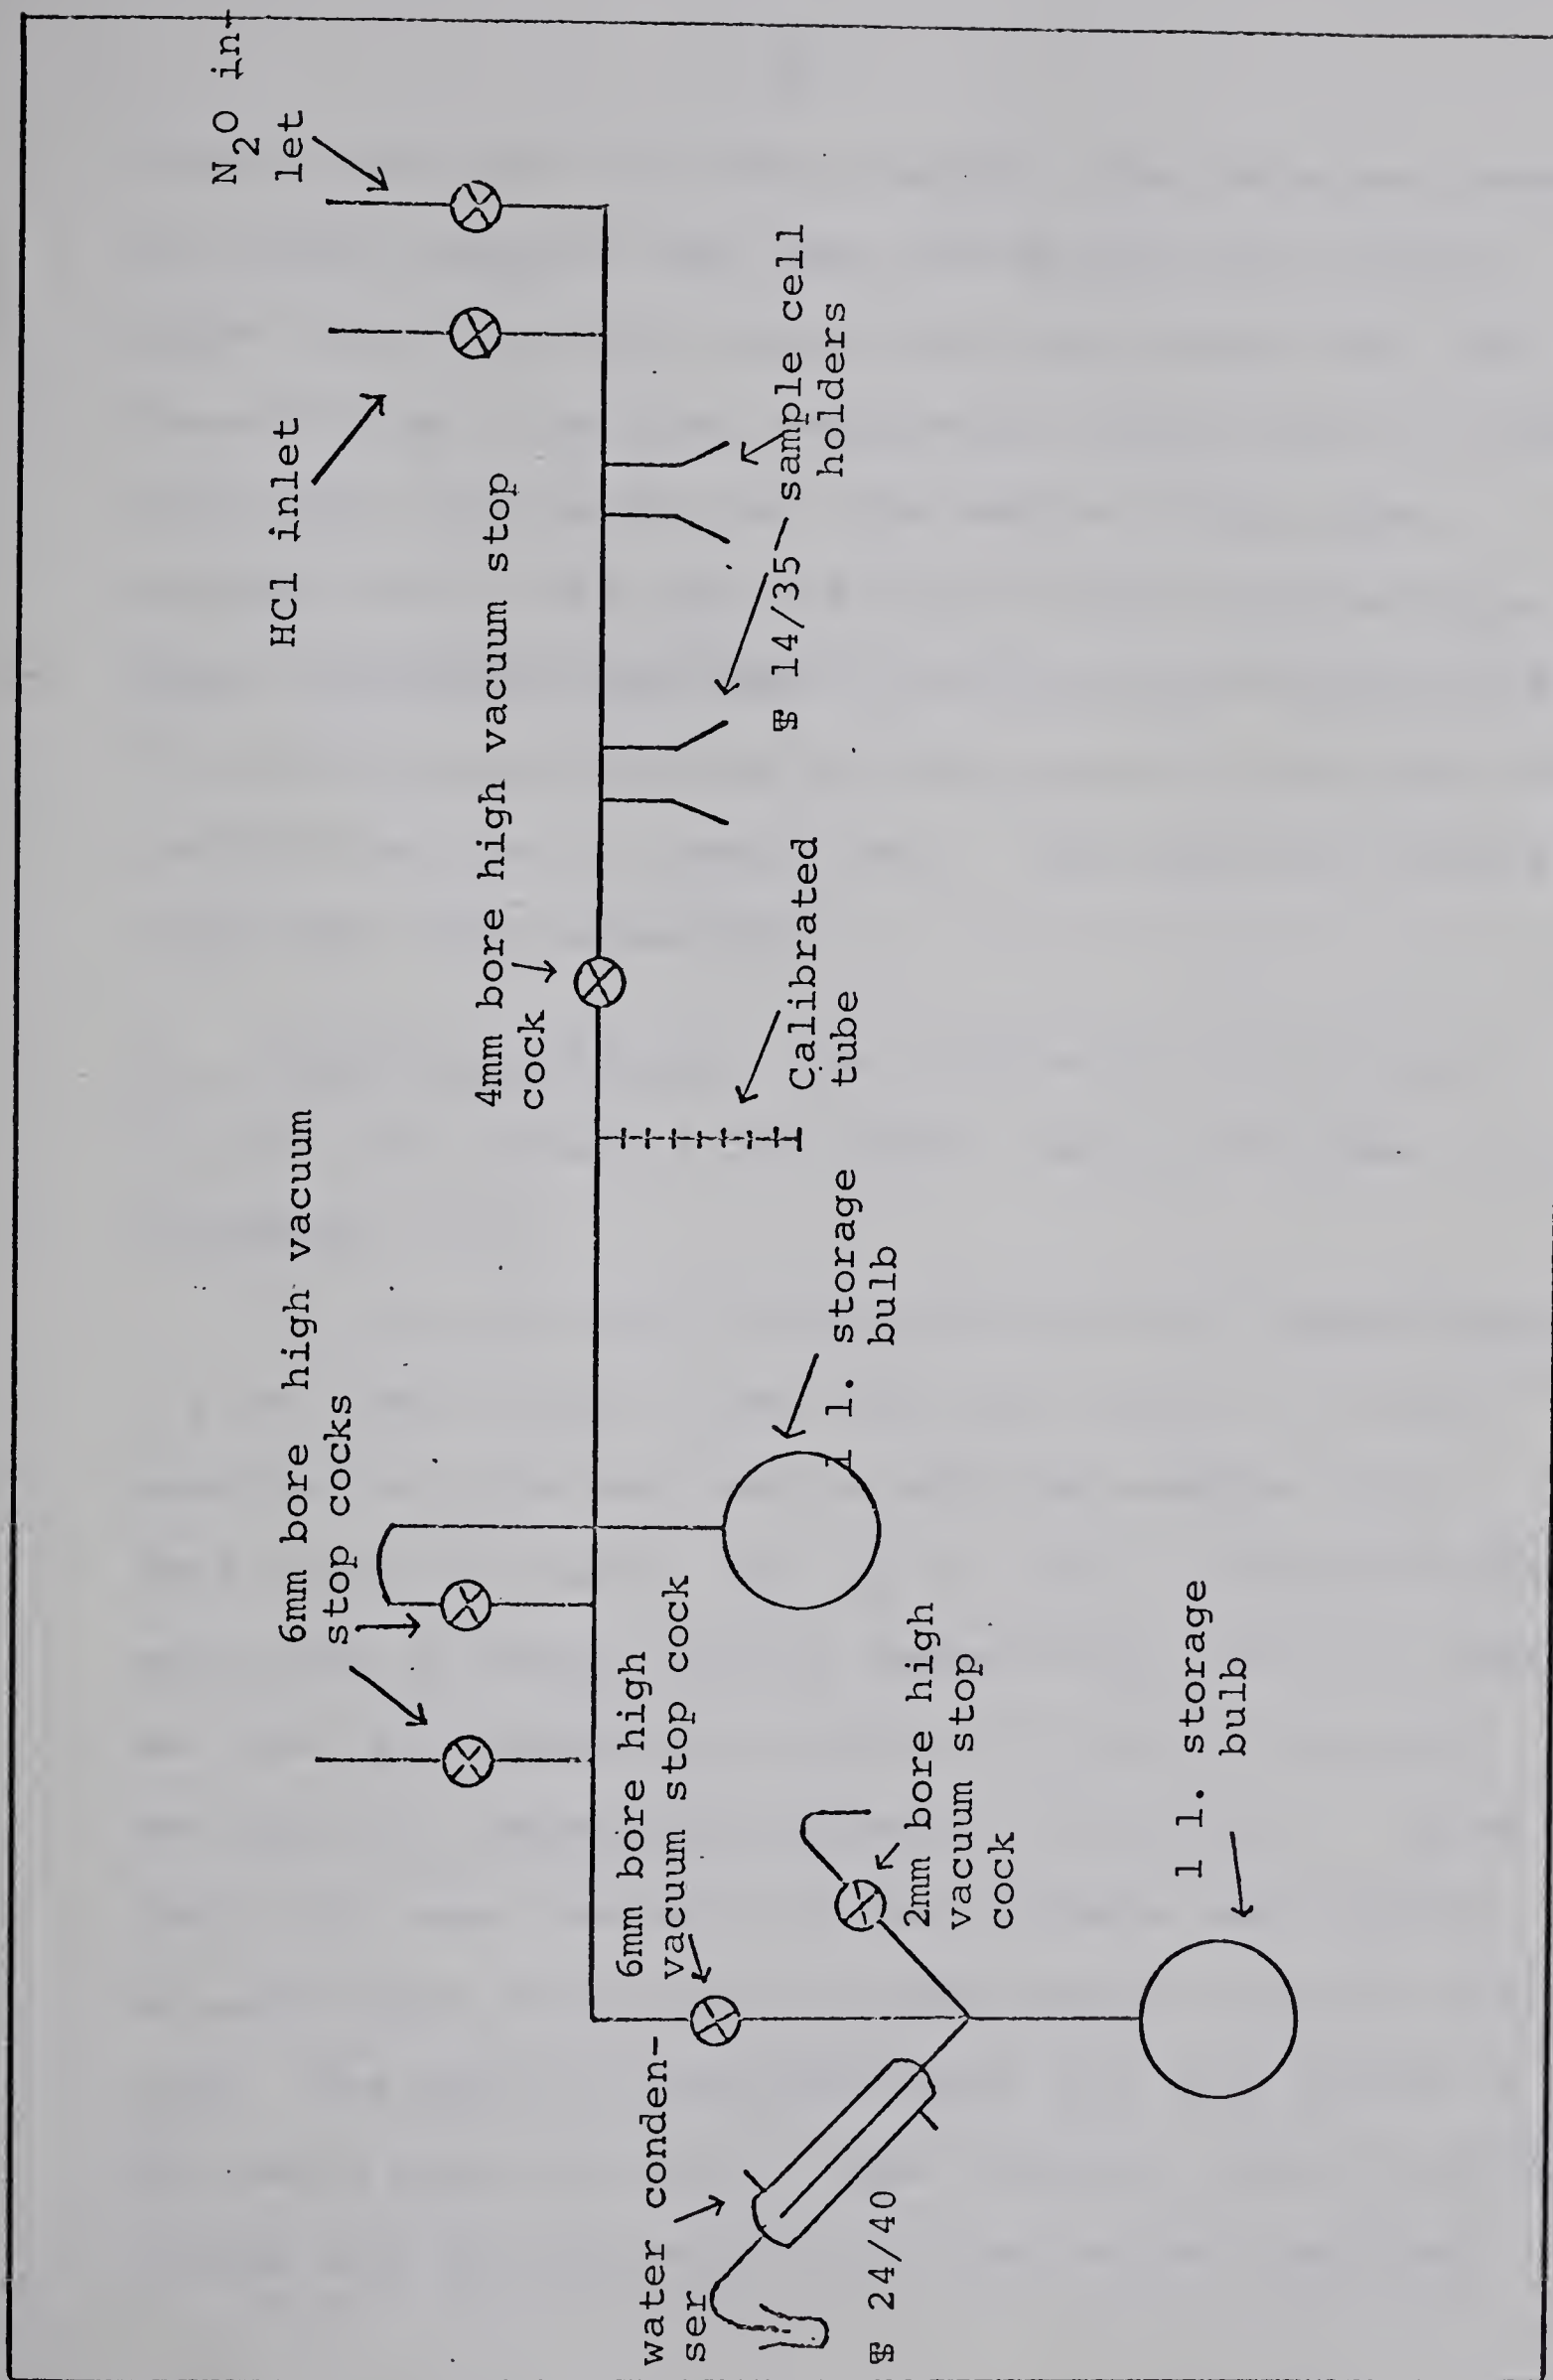 N₂O in-
let
HCl inlet
4mm bore high vacuum stop
cock
6mm bore high vacuum
stop cocks
sample cell
holders
14/35
Calibrated
tube
1 l. storage
bulb
6mm bore high
vacuum stop cock
2mm bore high
vacuum stop
cock
1 l. storage
bulb
water conden-
ser
24/40